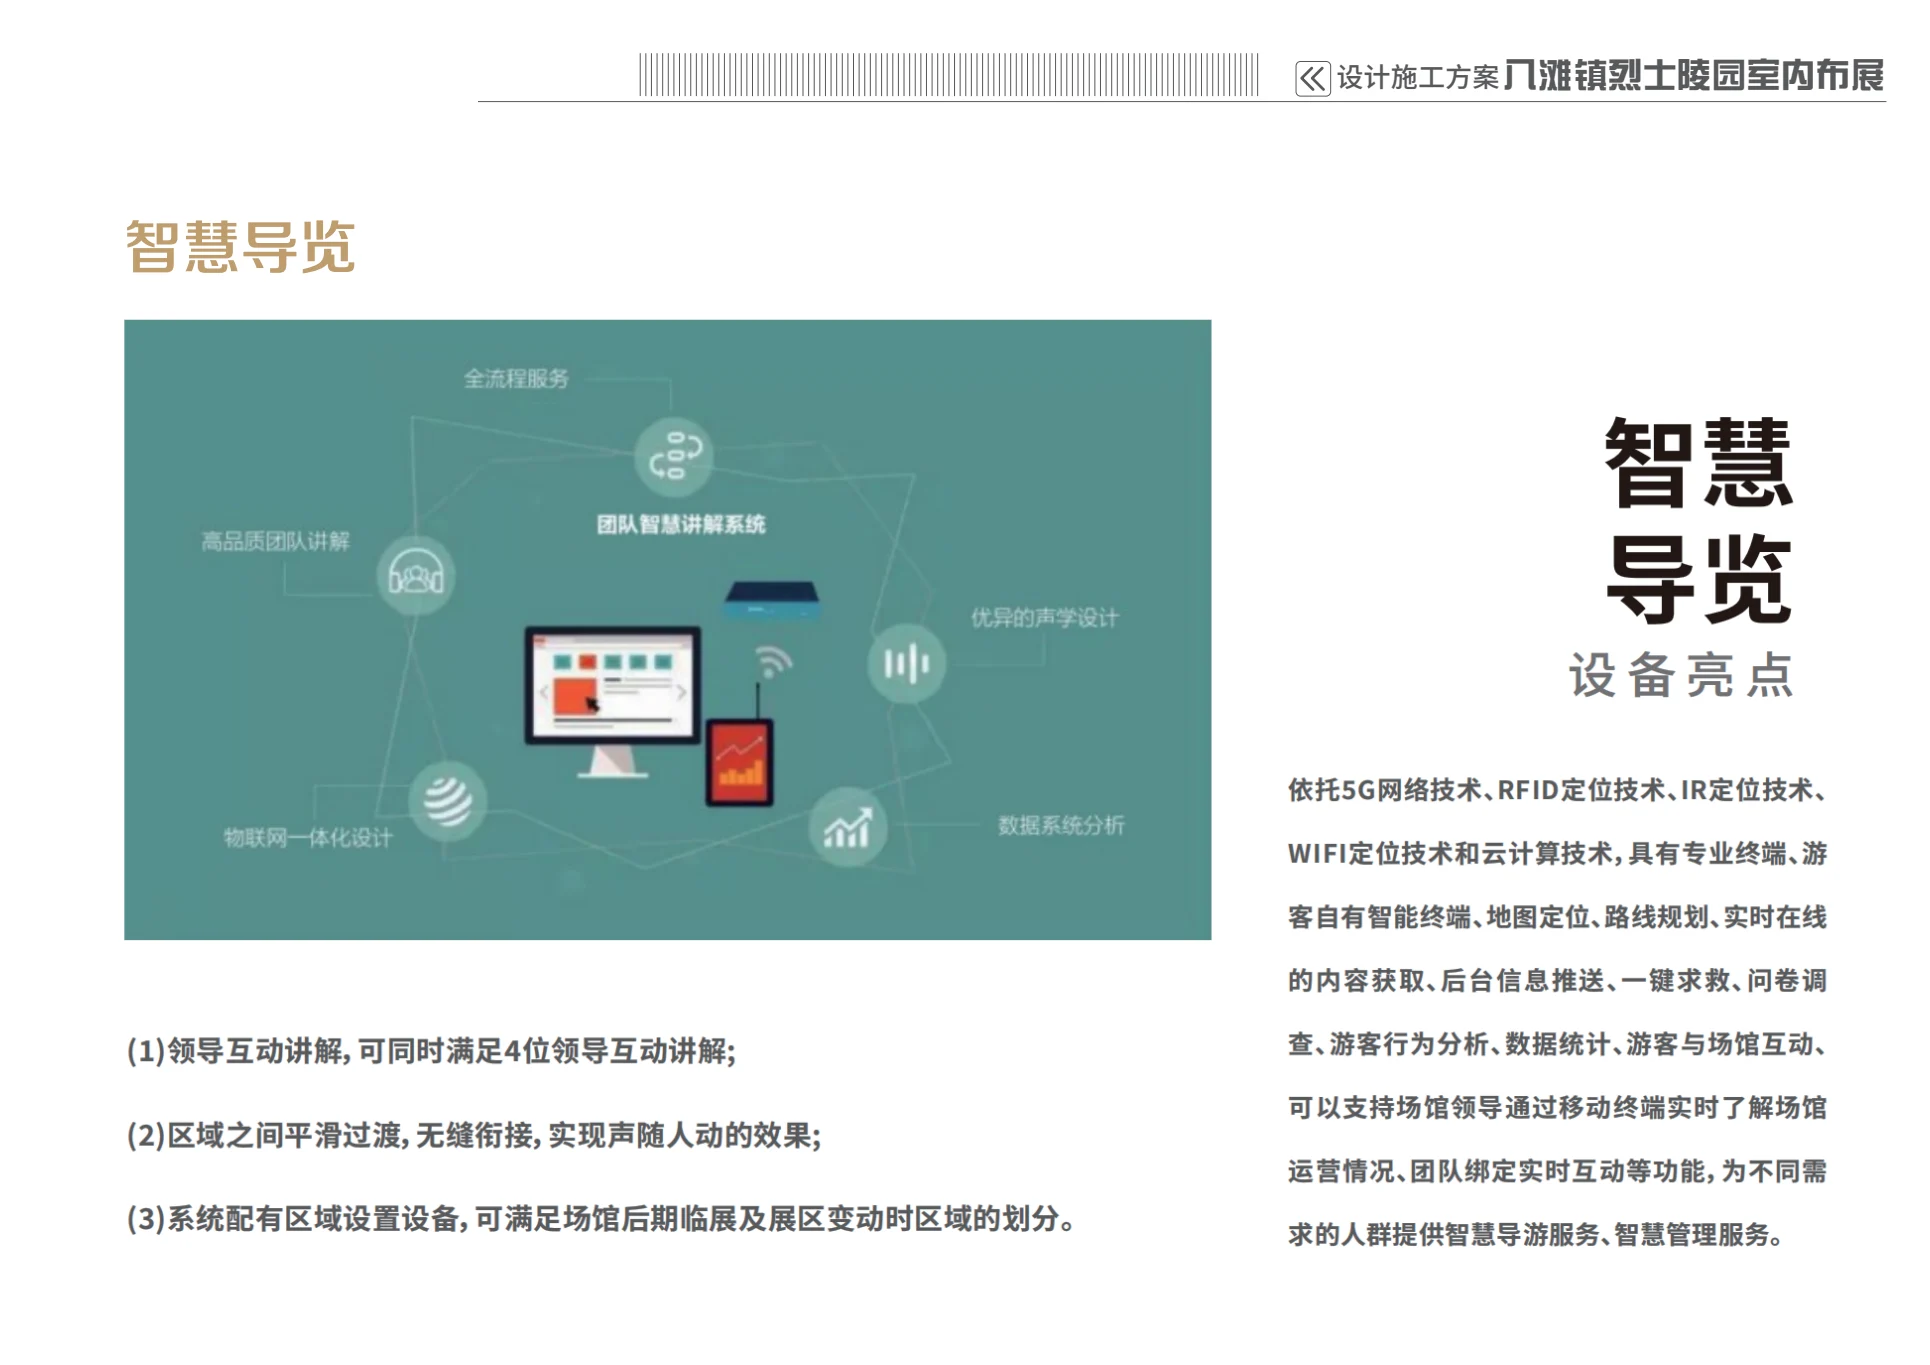 设计施工方案八滩镇烈士陵园室内布展
智慧导览
全流程服务
团队智慧讲解系统
高品质团队讲解
优异的声学设计
物联网一体化设计
数据系统分析
(1)领导互动讲解,可同时满足4位领导互动讲解;
(2)区域之间平滑过渡,无缝衔接,实现声随人动的效果;
(3)系统配有区域设置设备,可满足场馆后期临展及展区变动时区域的划分。
智慧
导览
设备亮点
依托5G网络技术、RFID定位技术、IR定位技术、
WIFI定位技术和云计算技术,具有专业终端、游
客自有智能终端、地图定位、路线规划、实时在线
的内容获取、后台信息推送、一键求救、问卷调
查、游客行为分析、数据统计、游客与场馆互动、
可以支持场馆领导通过移动终端实时了解场馆
运营情况、团队绑定实时互动等功能,为不同需
求的人群提供智慧导游服务、智慧管理服务。